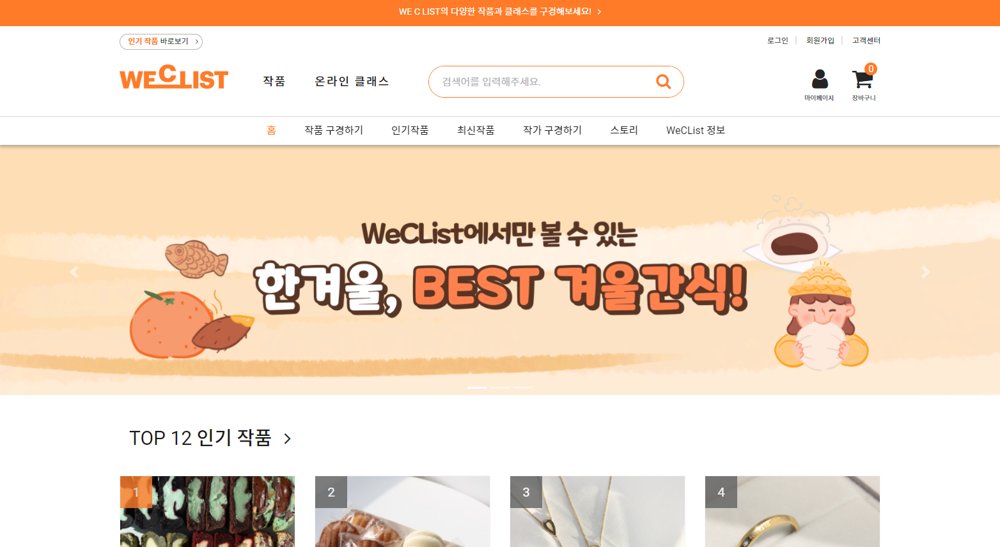 WE C LIST의 다양한 작품과 클래스를 구경해보세요!
인기 작품 바로보기
로그인 회원가입 고객센터
WECLIST
작품 온라인 클래스
검색어를 입력해주세요.
0
마이페이지 장바구니
홈 작품 구경하기 인기작품 최신작품 작가 구경하기 스토리 WeCList 정보
WeCList에서만 볼 수 있는
한겨울, BEST 겨울간식!
TOP 12 인기 작품
1 2 3 4